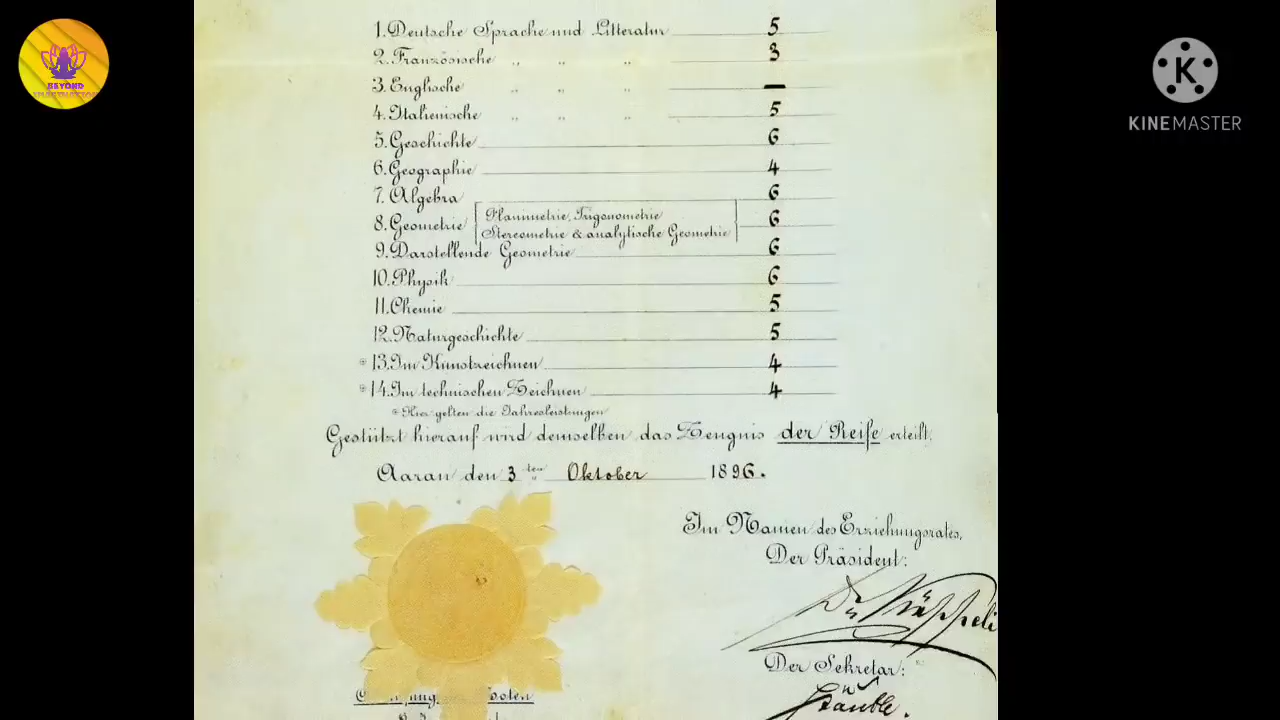 1. Deutsche Sprache und Litteratur 5
2. Französische „ „ „ 3
3. Englische „ „ „ —
4. Italienische „ „ „ 5
5. Geschichte 6
6. Geographie 4
7. Algebra 6
8. Geometrie [Planimetrie, Trigonometrie 6
Stereometrie & analytische Geometrie]
9. Darstellende Geometrie 6
10. Physik 6
11. Chemie 5
12. Naturgeschichte 5
* 13. Im Kunstzeichnen 4
* 14. Im technischen Zeichnen 4
* Hier gelten die Jahresleistungen
Gestützt hierauf wird demselben das Zeugnis der Reife erteilt.
Aarau den 3ten Oktober 1896.
Im Namen des Erziehungsrates,
Der Präsident:
Der Sekretär:
Stäuble.
BEYOND
KINEMASTER